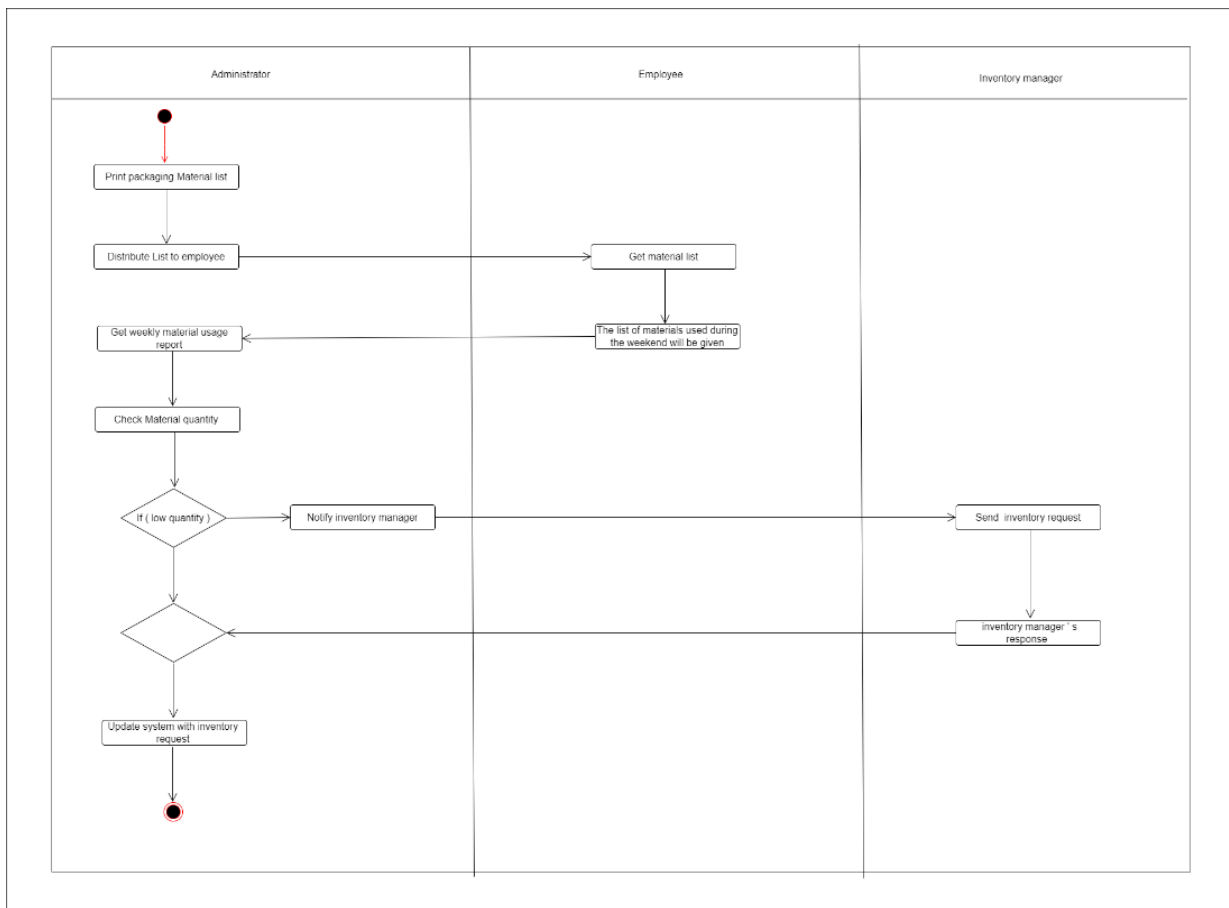 Administrator
Employee
Inventory manager
Print packaging Material list
Distribute List to employee
Get material list
Get weekly material usage
report
The list of materials used during
the weekend will be given
Check Material quantity
If ( low quantity )
Notify inventory manager
Send inventory request
inventory manager ' s
response
Update system with inventory
request